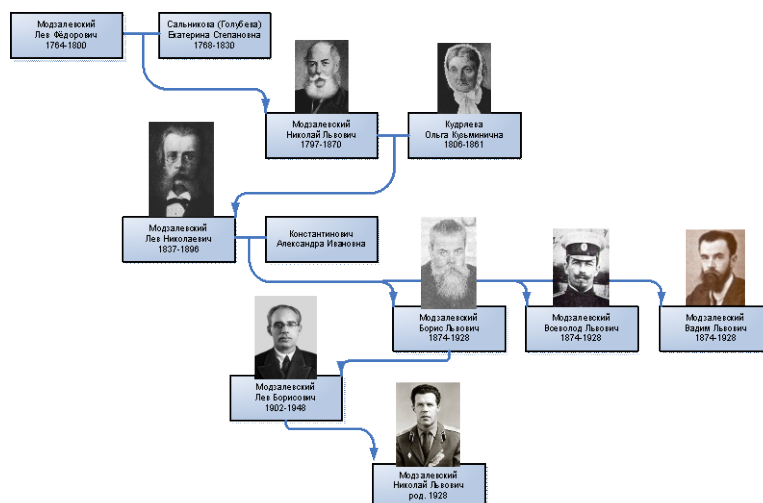 Модзалевский
Лев Фёдорович
1764-1800
Сальникова (Голубева)
Екатерина Степановна
1768-1830
Модзалевский
Николай Львович
1797-1870
Кудряева
Ольга Кузьминична
1806-1861
Модзалевский
Лев Николаевич
1837-1896
Константинович
Александра Ивановна
Модзалевский
Борис Львович
1874-1928
Модзалевский
Всеволод Львович
1874-1928
Модзалевский
Вадим Львович
1874-1928
Модзалевский
Лев Борисович
1902-1948
Модзалевский
Николай Львович
род. 1928